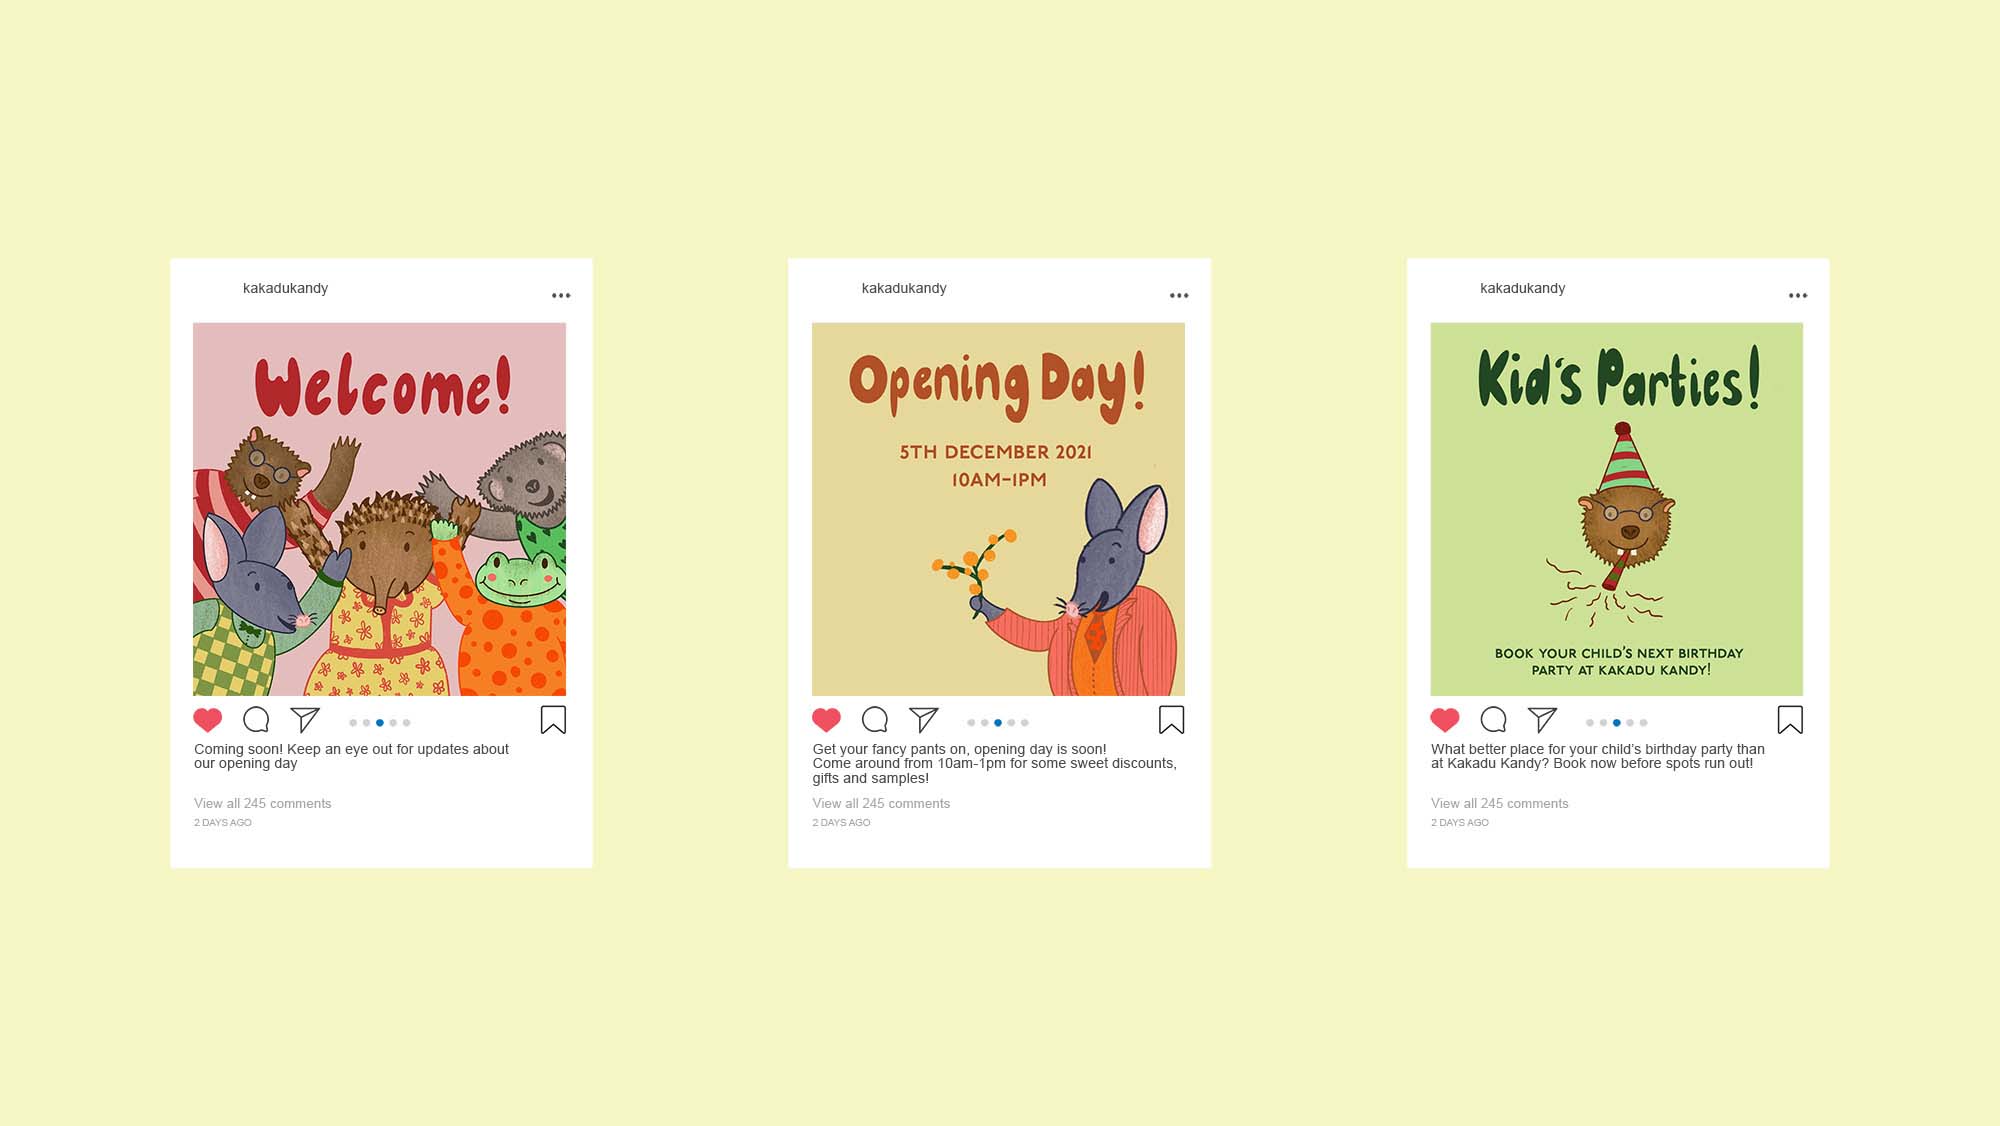 kakadukandy
Welcome!
Coming soon! Keep an eye out for updates about
our opening day
View all 245 comments
2 DAYS AGO
kakadukandy
Opening Day!
5TH DECEMBER 2021
10AM-1PM
Get your fancy pants on, opening day is soon!
Come around from 10am-1pm for some sweet discounts,
gifts and samples!
View all 245 comments
2 DAYS AGO
kakadukandy
Kid's Parties!
BOOK YOUR CHILD'S NEXT BIRTHDAY
PARTY AT KAKADU KANDY!
What better place for your child's birthday party than
at Kakadu Kandy? Book now before spots run out!
View all 245 comments
2 DAYS AGO